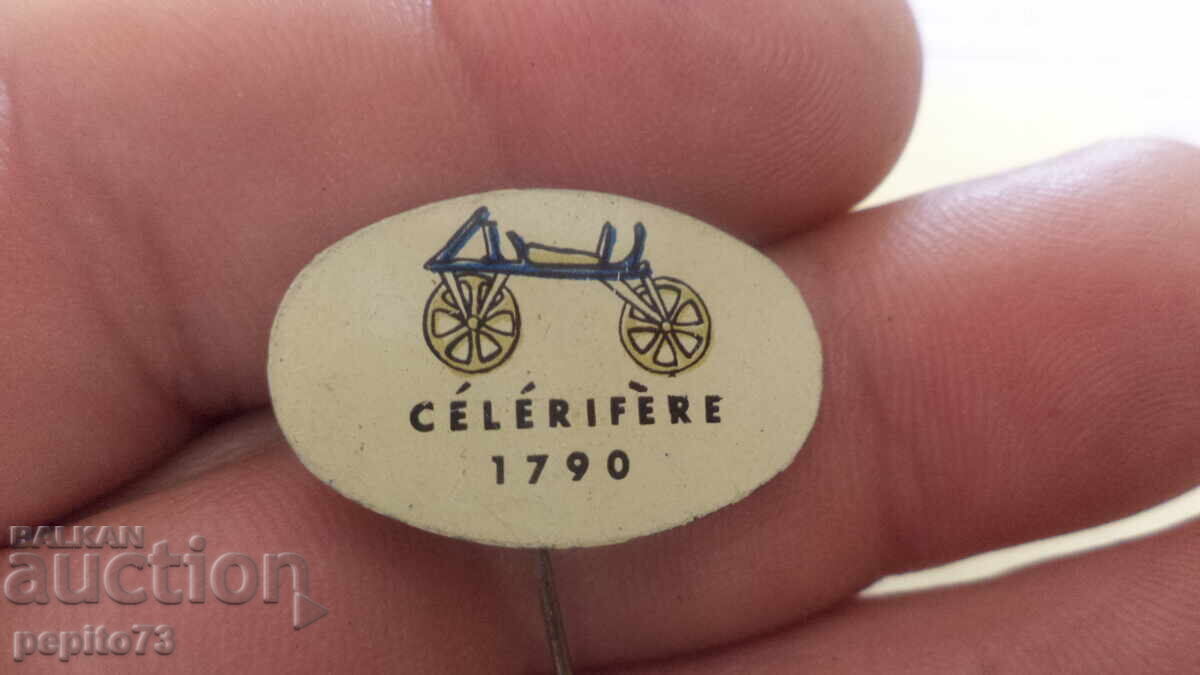 CÉLÉRIFÈRE
1790
BALKAN
auction
pepito73